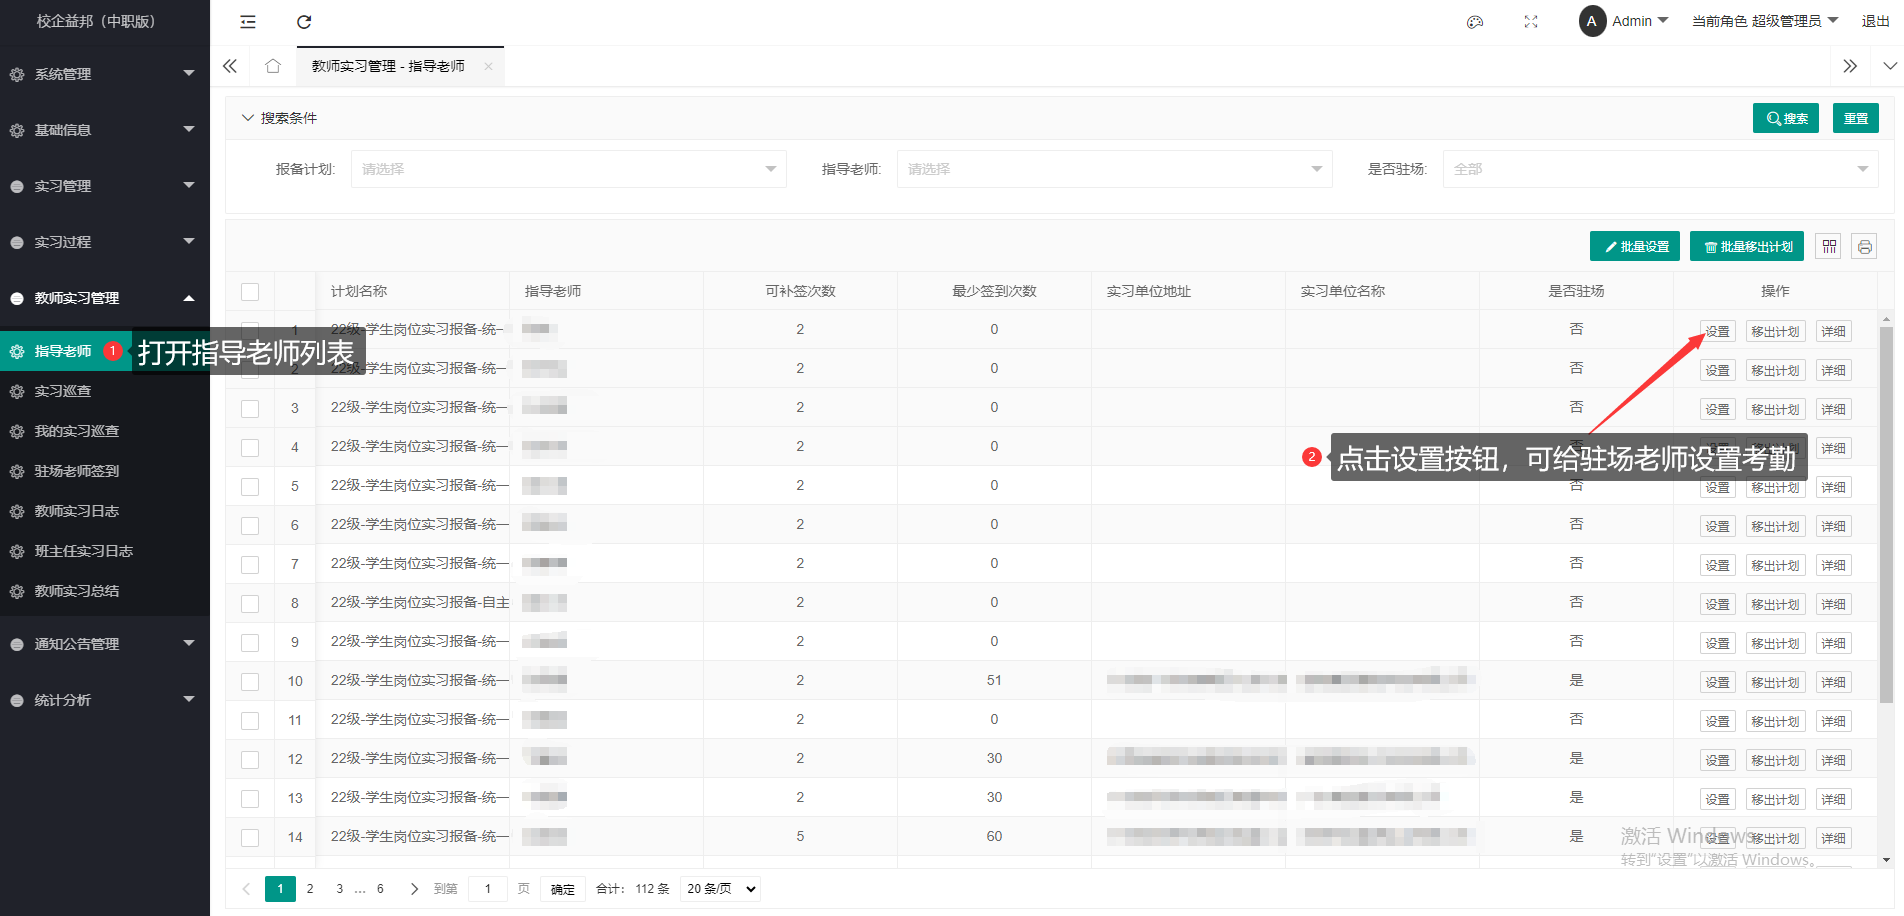 校企益邦（中职版）
Admin
当前角色 超级管理员
退出
系统管理
基础信息
实习管理
实习过程
教师实习管理
指导老师
1
打开指导老师列表
实习巡查
我的实习巡查
驻场老师签到
教师实习日志
班主任实习日志
教师实习总结
通知公告管理
统计分析
教师实习管理 - 指导老师
搜索条件
搜索
重置
报备计划: 请选择
指导老师: 请选择
是否驻场: 全部
批量设置
批量移出计划
计划名称 指导老师 可补签次数 最少签到次数 实习单位地址 实习单位名称 是否驻场 操作
1 22级-学生岗位实习报备-统一 2 0 否 设置 移出计划 详细
2 22级-学生岗位实习报备-统一 2 0 否 设置 移出计划 详细
3 22级-学生岗位实习报备-统一 2 0 否 设置 移出计划 详细
4 22级-学生岗位实习报备-统一 2 0 详细
2 点击设置按钮，可给驻场老师设置考勤
5 22级-学生岗位实习报备-统一 2 0 否 设置 移出计划 详细
6 22级-学生岗位实习报备-统一 2 0 否 设置 移出计划 详细
7 22级-学生岗位实习报备-统一 2 0 否 设置 移出计划 详细
8 22级-学生岗位实习报备-自主 2 0 否 设置 移出计划 详细
9 22级-学生岗位实习报备-统一 2 0 否 设置 移出计划 详细
10 22级-学生岗位实习报备-统一 2 51 是 设置 移出计划 详细
11 22级-学生岗位实习报备-统一 2 0 否 设置 移出计划 详细
12 22级-学生岗位实习报备-统一 2 30 是 设置 移出计划 详细
13 22级-学生岗位实习报备-统一 2 30 是 设置 移出计划 详细
14 22级-学生岗位实习报备-统一 5 60 是 设置 移出计划 详细
激活 Windows
转到"设置"以激活 Windows。
1 2 3 ... 6 到第 1 页 确定 合计： 112 条 20 条/页